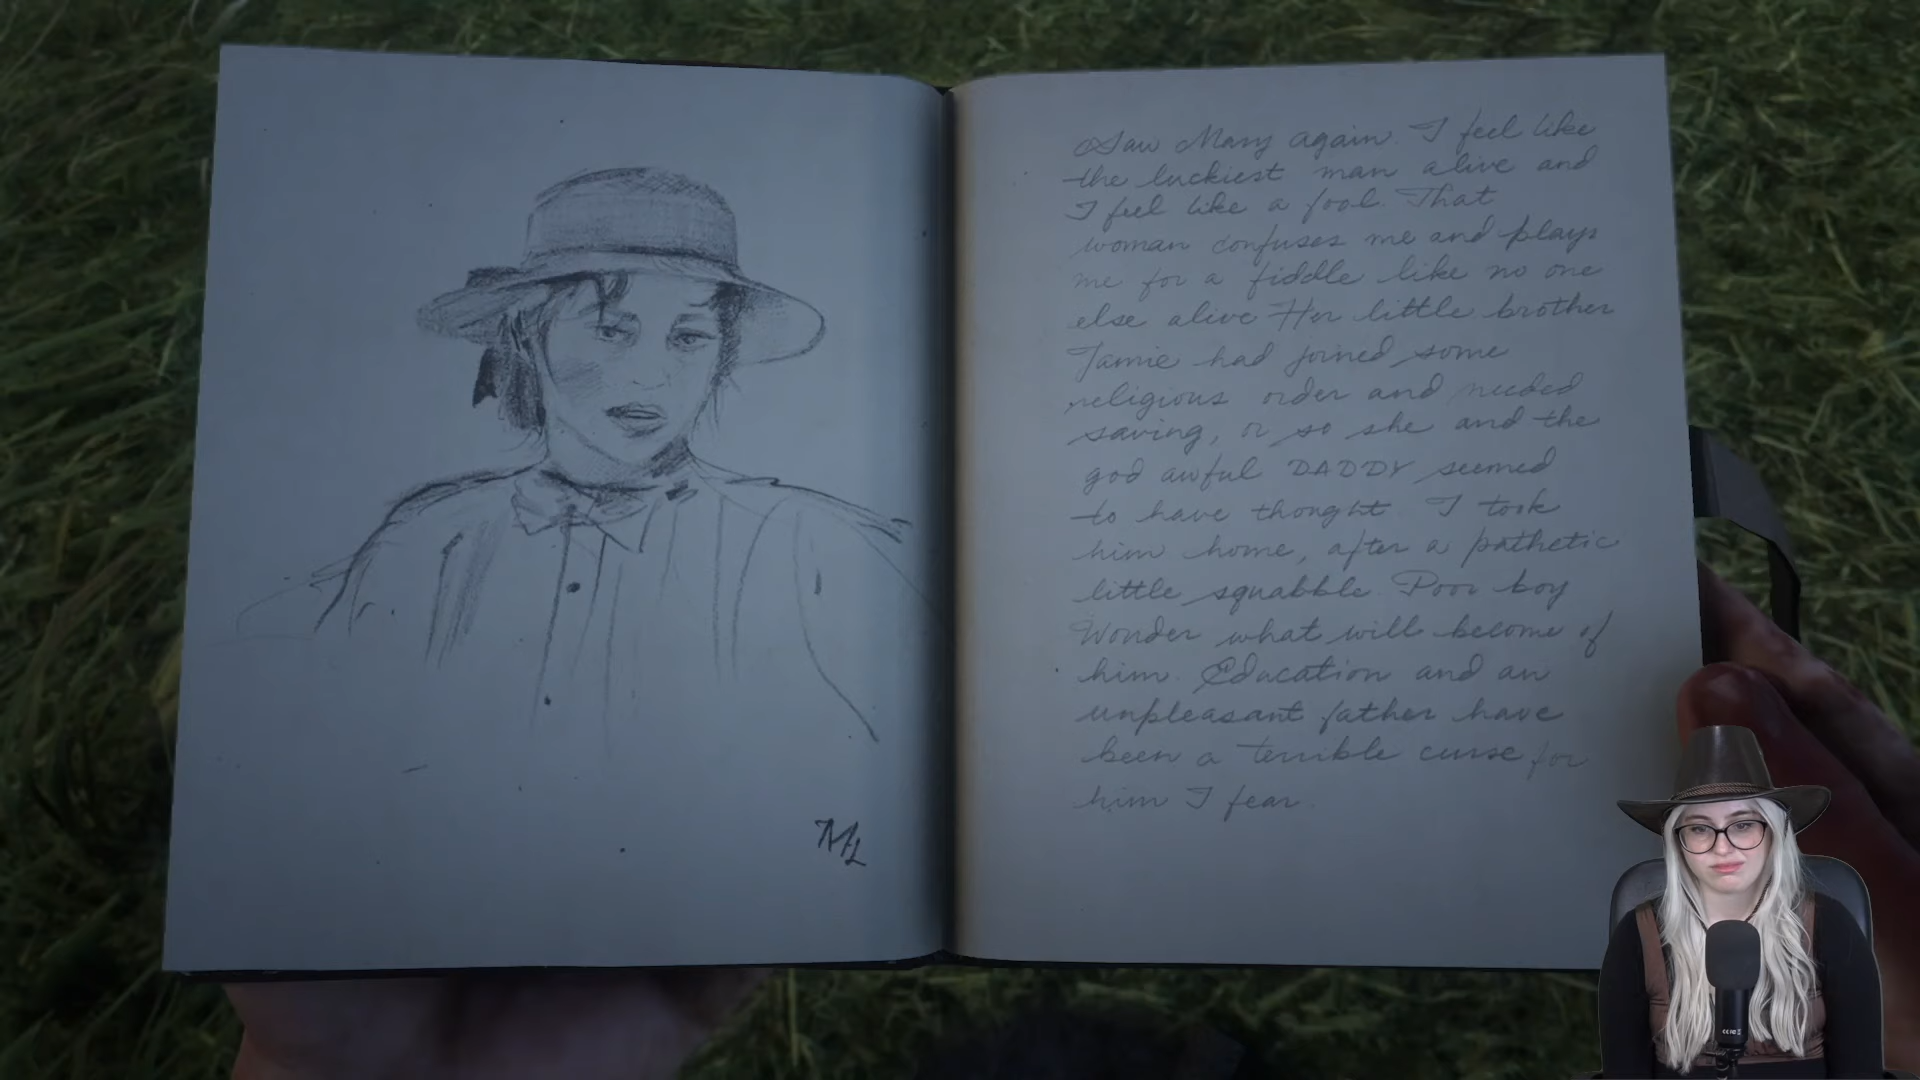 ML
Saw Mary again. I feel like
the luckiest man alive and
I feel like a fool. That
woman confuses me and plays
me for a fiddle like no one
else alive Her little brother
Jamie had joined some
religious order and needed
saving, or so she and the
god awful DADDY seemed
to have thought I took
him home, after a pathetic
little squabble. Poor boy
Wonder what will become of
him. Education and an
unpleasant father have
been a terrible curse for
him I fear.